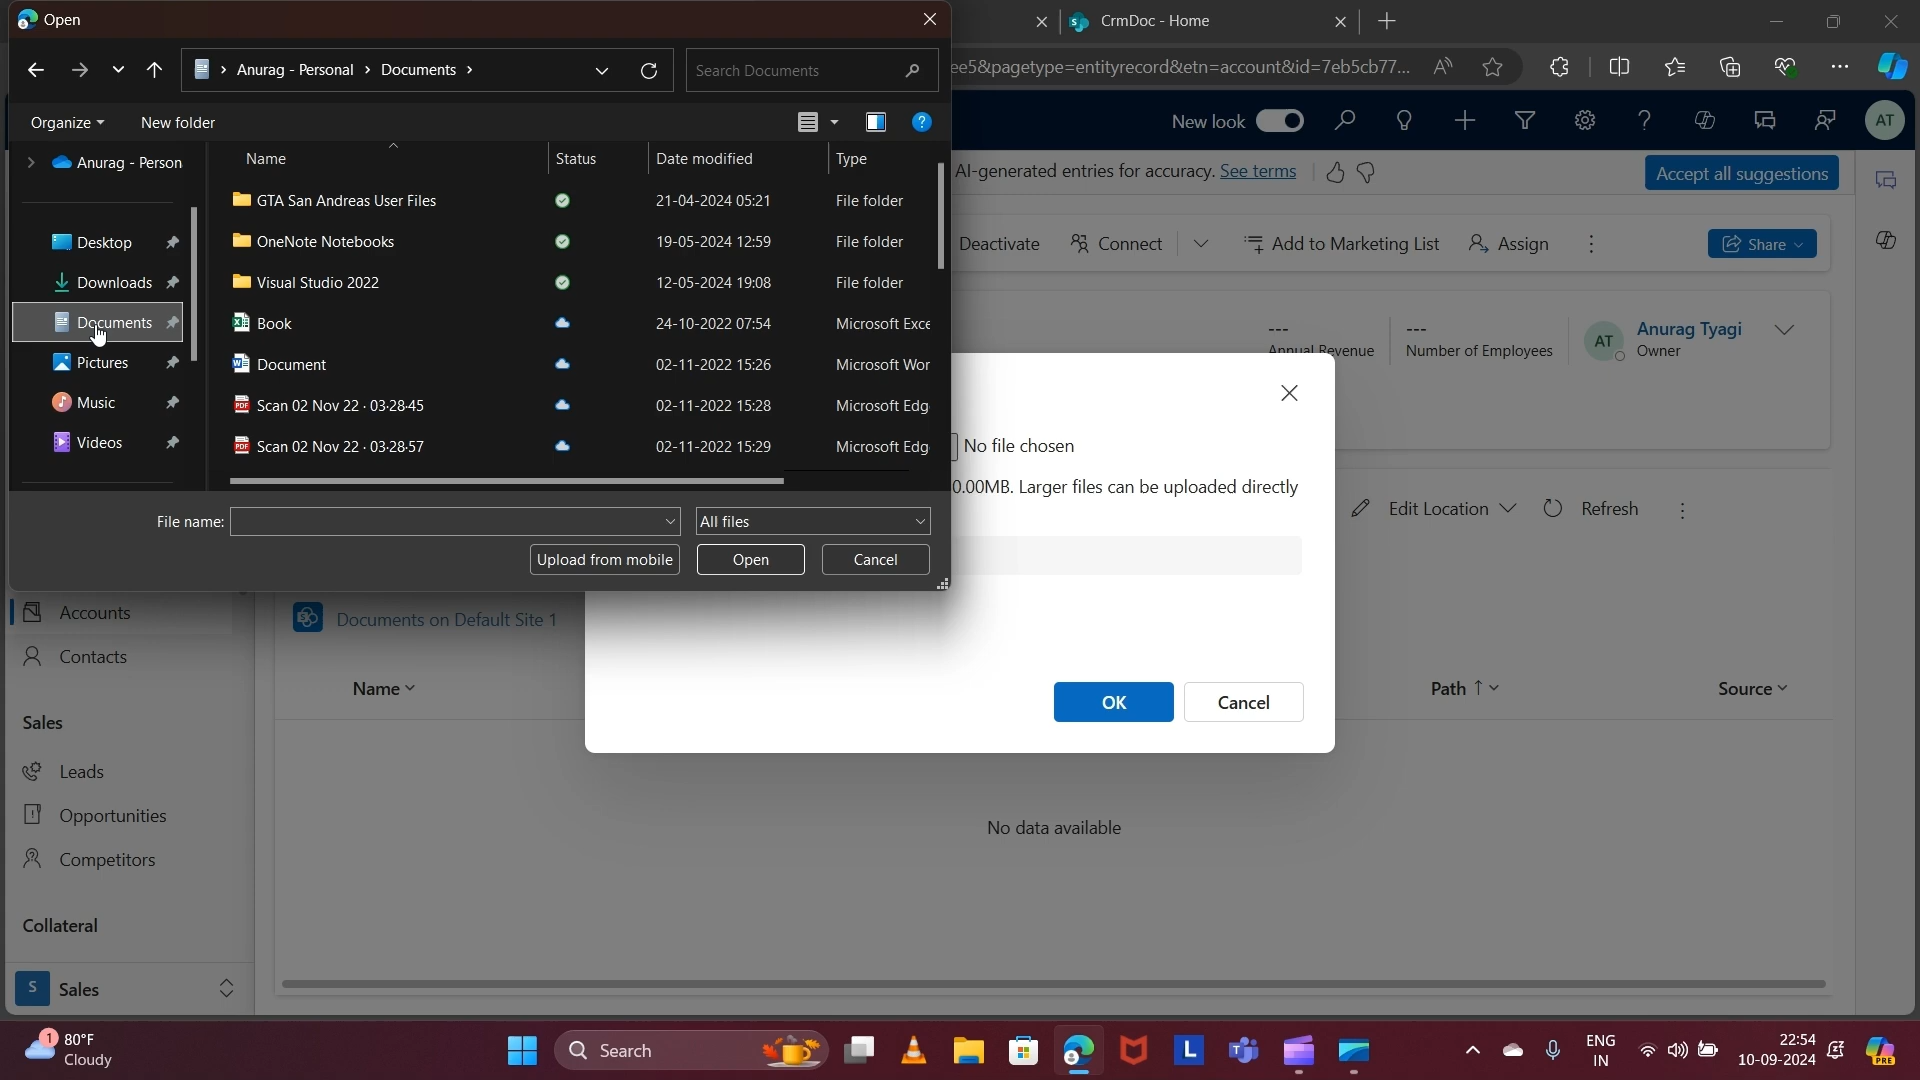 Open
CrmDoc - Home
Anurag - Personal > Documents >
Search Documents
ee5&pagetype=entityrecord&etn=account&id=7eb5cb77...
Organize
New folder
New look
AT
Anurag - Person
Name
Status
Date modified
Type
AI-generated entries for accuracy. See terms
Accept all suggestions
GTA San Andreas User Files
21-04-2024 05:21
File folder
Desktop
OneNote Notebooks
19-05-2024 12:59
File folder
Deactivate
Connect
Add to Marketing List
Assign
Share
Downloads
Visual Studio 2022
12-05-2024 19:08
File folder
Documents
Book
24-10-2022 07:54
Microsoft Exce
---
Annual Revenue
---
Number of Employees
AT
Anurag Tyagi
Owner
Pictures
Document
02-11-2022 15:26
Microsoft Wor
Music
Scan 02 Nov 22 · 03·28·45
02-11-2022 15:28
Microsoft Edg
Videos
Scan 02 Nov 22 · 03·28·57
02-11-2022 15:29
Microsoft Edg
No file chosen
0.00MB. Larger files can be uploaded directly
Edit Location
Refresh
File name:
All files
Upload from mobile
Open
Cancel
Accounts
Documents on Default Site 1
Contacts
Name
OK
Cancel
Path
Source
Sales
Leads
Opportunities
No data available
Competitors
Collateral
S
Sales
1
80°F
Cloudy
Search
L
ENG
IN
22:54
10-09-2024
PRE